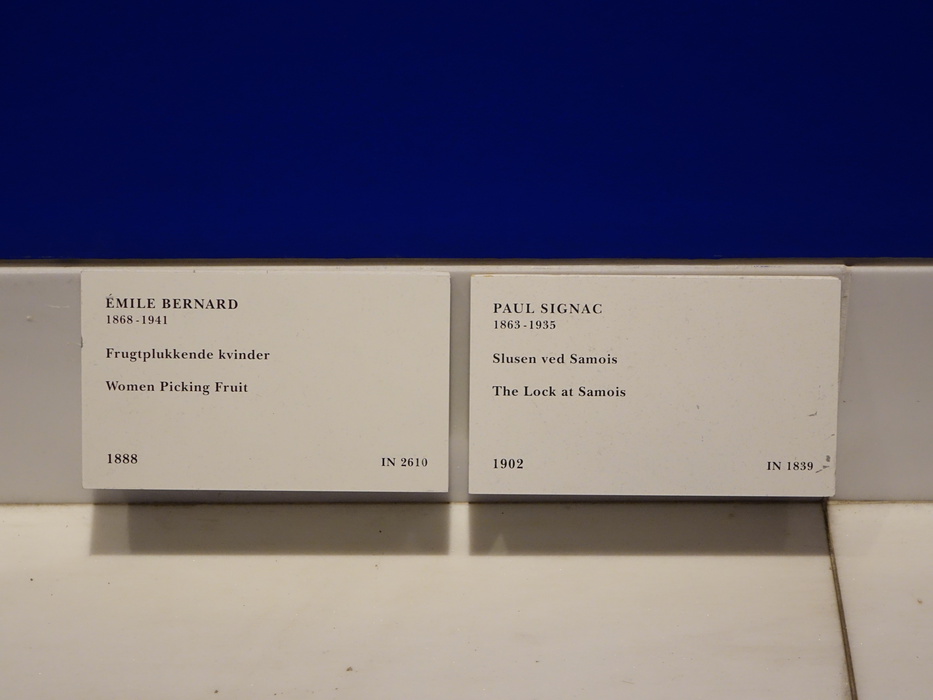 ÉMILE BERNARD
1868-1941
Frugtplukkende kvinder
Women Picking Fruit
1888
IN 2610
PAUL SIGNAC
1863-1935
Slusen ved Samois
The Lock at Samois
1902
IN 1839